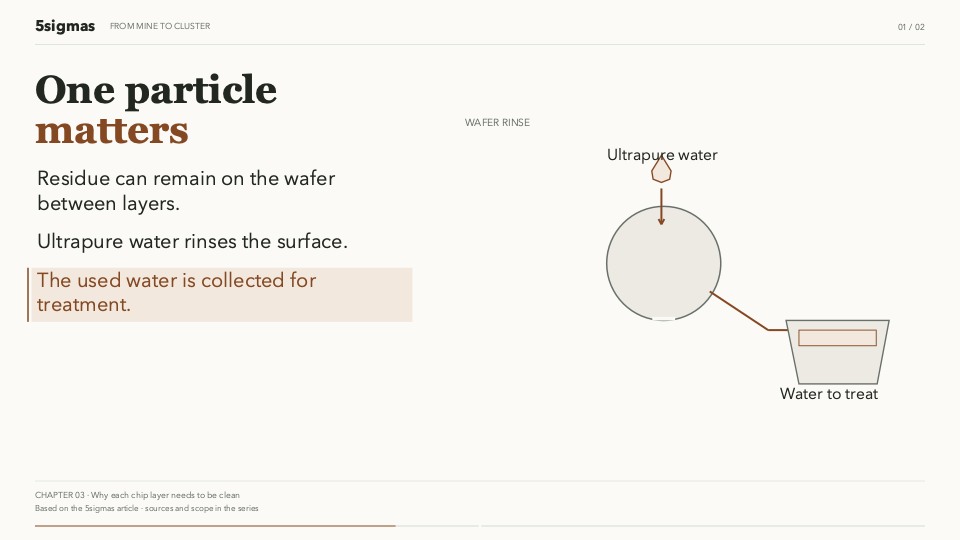 5sigmas
FROM MINE TO CLUSTER
01 / 02
One particle
matters
Residue can remain on the wafer
between layers.
Ultrapure water rinses the surface.
The used water is collected for
treatment.
WAFER RINSE
Ultrapure water
Water to treat
CHAPTER 03 · Why each chip layer needs to be clean
Based on the 5sigmas article · sources and scope in the series